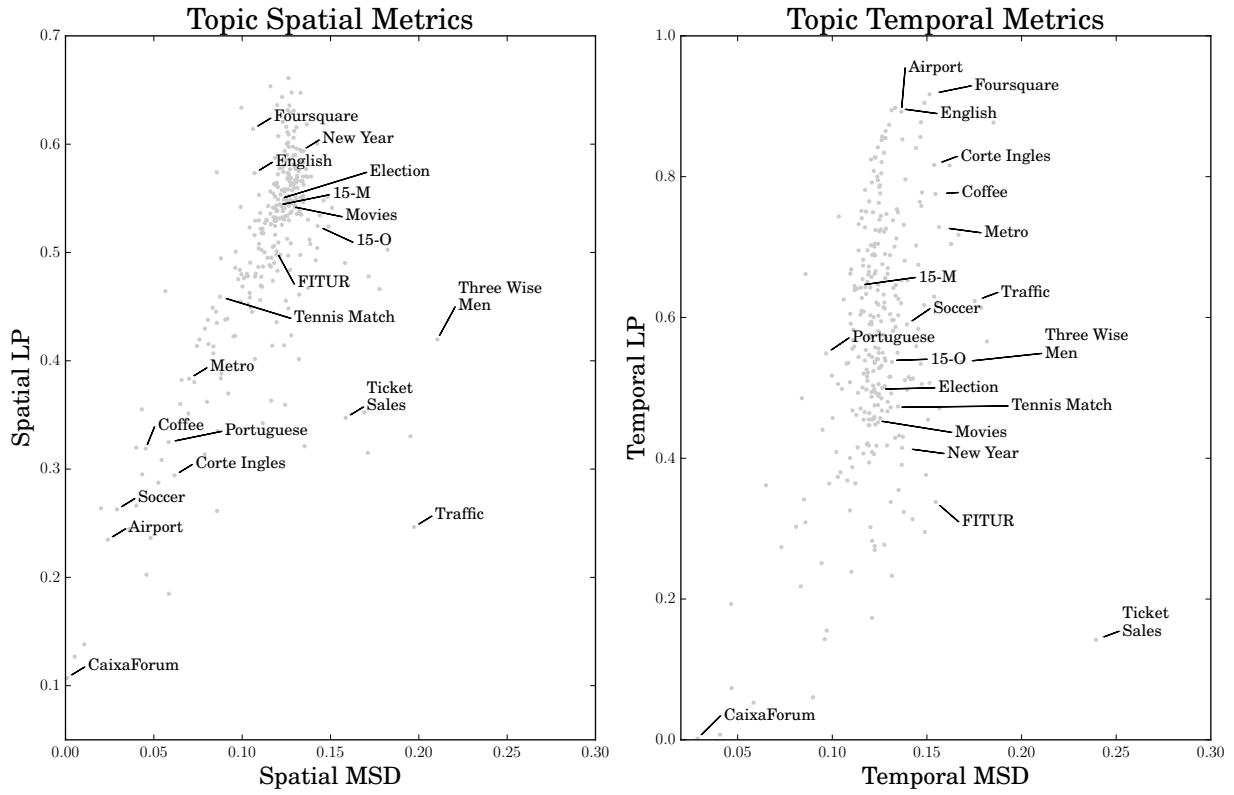 Topic Spatial Metrics
0.7
0.6
0.5
0.4
0.3
0.2
0.1
Spatial LP
Foursquare
New Year
English
Election
15-M
Movies
15-O
FITUR
Three Wise
Men
Tennis Match
Metro
Ticket
Sales
Coffee
Portuguese
Corte Ingles
Soccer
Traffic
Airport
CaixaForum
0.00
0.05
0.10
0.15
0.20
0.25
0.30
Spatial MSD
Topic Temporal Metrics
1.0
0.8
0.6
0.4
0.2
0.0
Temporal LP
Airport
Foursquare
English
Corte Ingles
Coffee
Metro
15-M
Traffic
Soccer
Portuguese
Three Wise
Men
15-O
Election
Tennis Match
Movies
New Year
FITUR
Ticket
Sales
CaixaForum
0.05
0.10
0.15
0.20
0.25
0.30
Temporal MSD